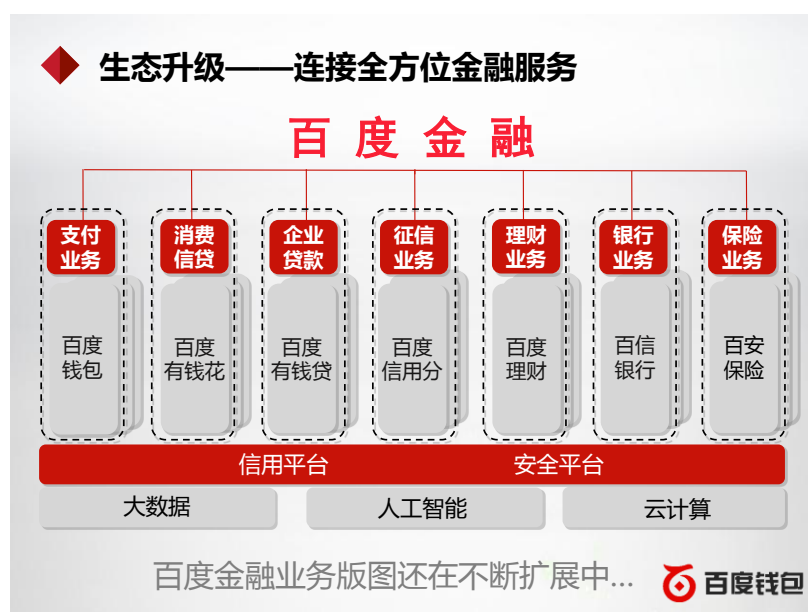 生态升级——连接全方位金融服务
百度金融
支付
业务
消费
信贷
企业
贷款
征信
业务
理财
业务
银行
业务
保险
业务
百度
钱包
百度
有钱花
百度
有钱贷
百度
信用分
百度
理财
百信
银行
百安
保险
信用平台 安全平台
大数据 人工智能 云计算
百度金融业务版图还在不断扩展中...
百度钱包